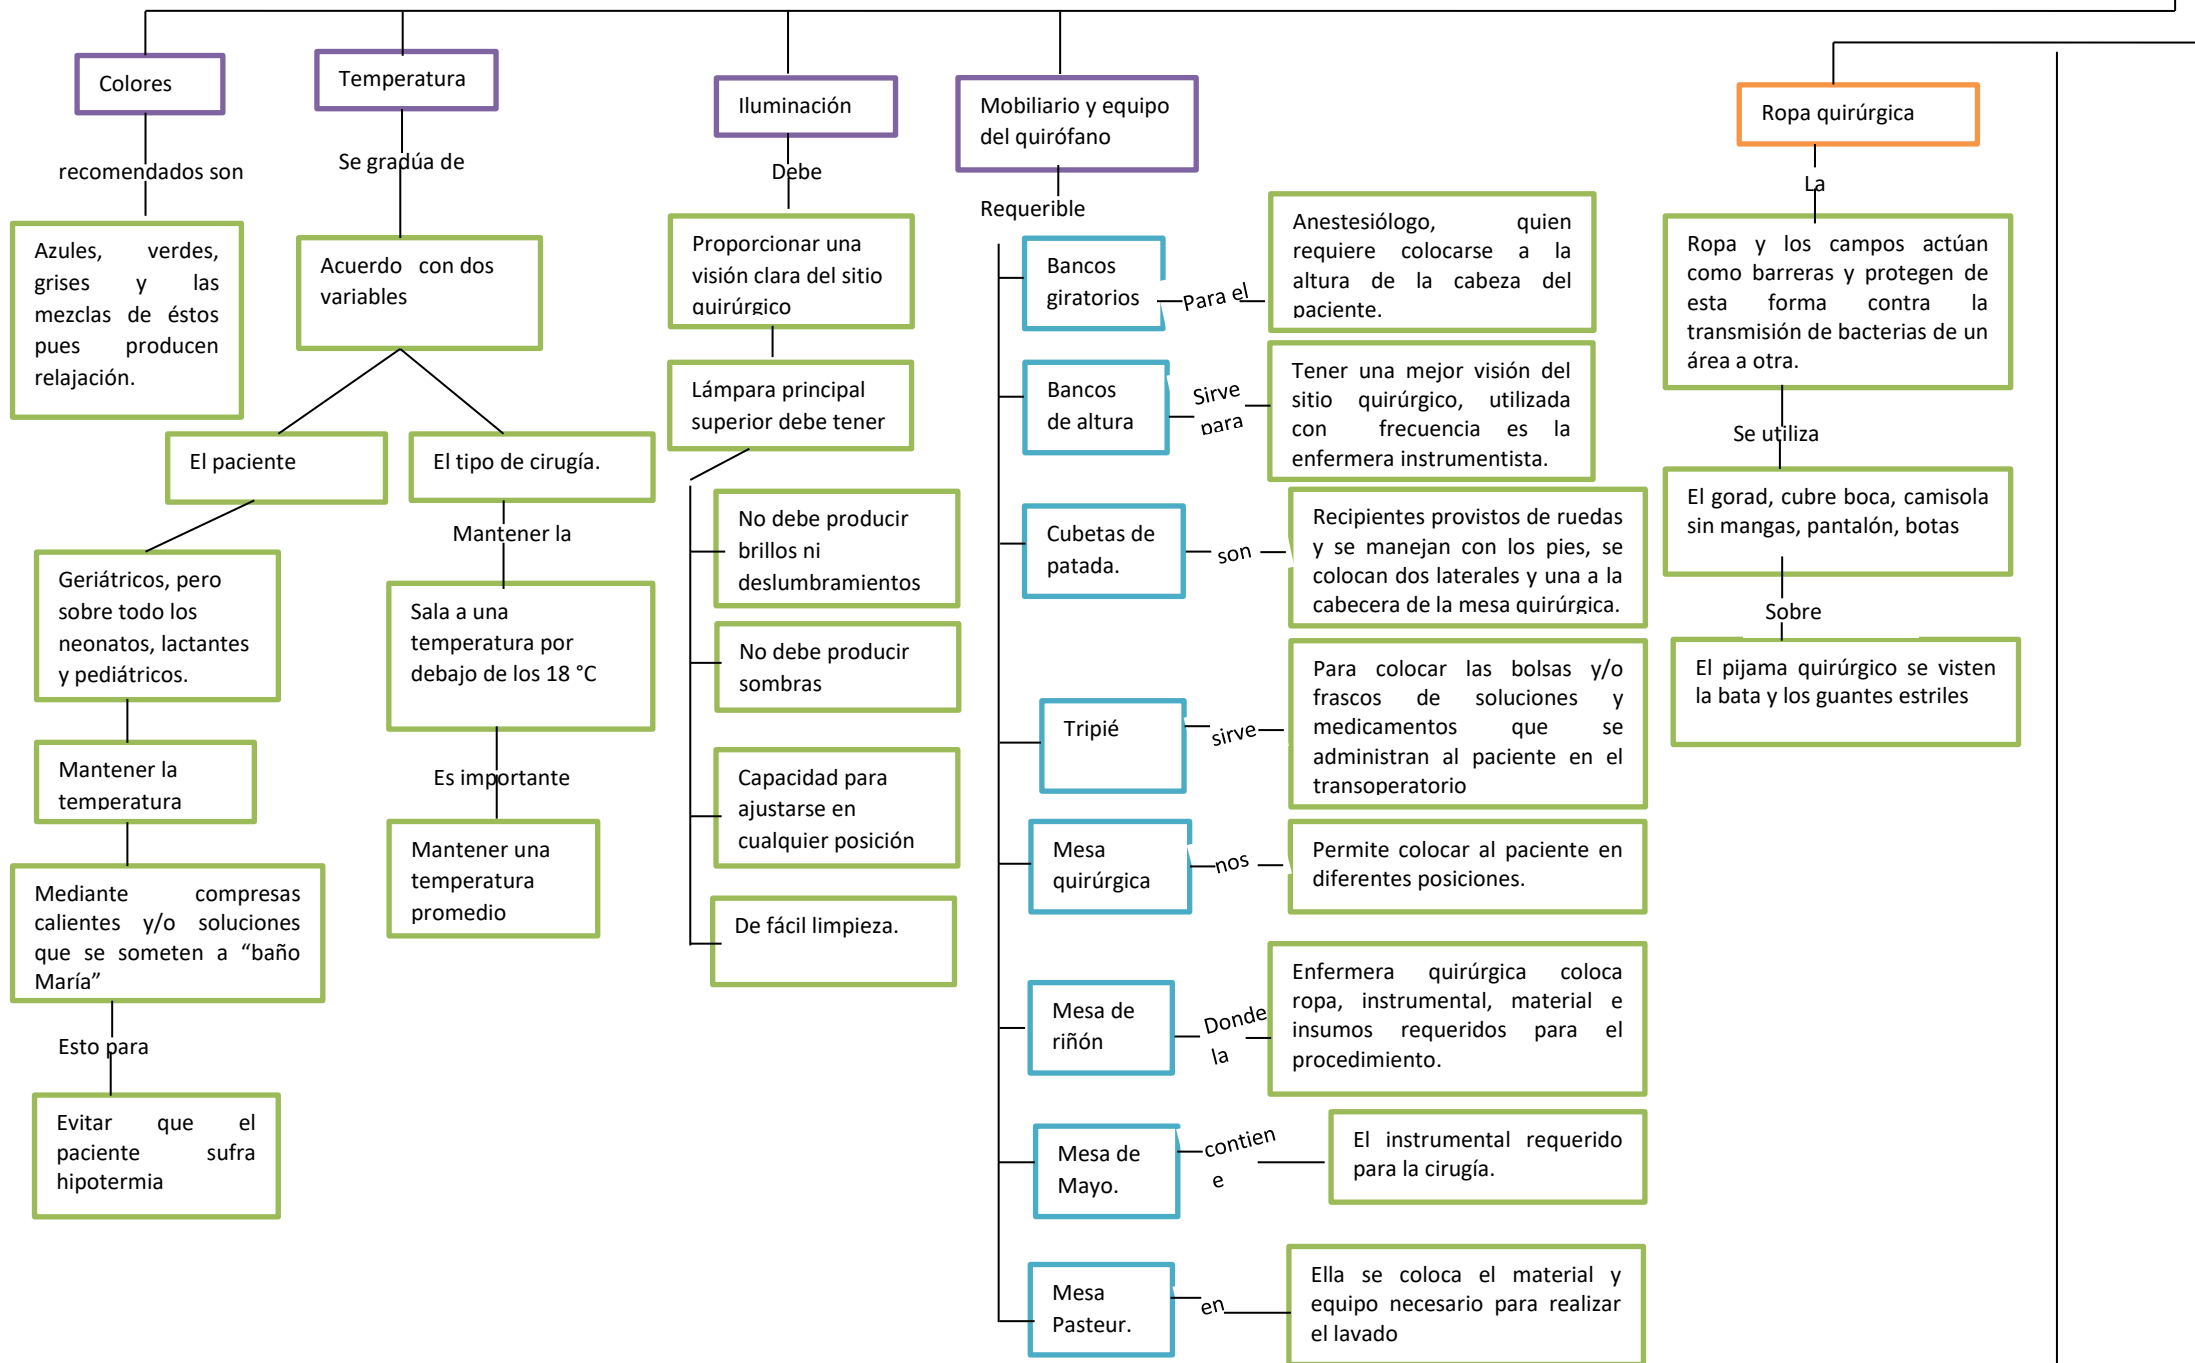 Colores
recomendados son
Azules, verdes,
grises y las
mezclas de éstos
pues producen
relajación.
Temperatura
Se gradúa de
Acuerdo con dos
variables
El paciente
Geriátricos, pero
sobre todo los
neonatos, lactantes
y pediátricos.
Mantener la
temperatura
Mediante compresas
calientes y/o soluciones
que se someten a “baño
María”
Esto para
Evitar que el
paciente sufra
hipotermia
El tipo de cirugía.
Mantener la
Sala a una
temperatura por
debajo de los 18 °C
Es importante
Mantener una
temperatura
promedio
Iluminación
Debe
Proporcionar una
visión clara del sitio
quirúrgico
Lámpara principal
superior debe tener
No debe producir
brillos ni
deslumbramientos
No debe producir
sombras
Capacidad para
ajustarse en
cualquier posición
De fácil limpieza.
Mobiliario y equipo
del quirófano
Requerible
Bancos
giratorios
Para el
Anestesiólogo, quien
requiere colocarse a la
altura de la cabeza del
paciente.
Bancos
de altura
Sirve
para
Tener una mejor visión del
sitio quirúrgico, utilizada
con frecuencia es la
enfermera instrumentista.
Cubetas de
patada.
son
Recipientes provistos de ruedas
y se manejan con los pies, se
colocan dos laterales y una a la
cabecera de la mesa quirúrgica.
Tripié
sirve
Para colocar las bolsas y/o
frascos de soluciones y
medicamentos que se
administran al paciente en el
transoperatorio
Mesa
quirúrgica
nos
Permite colocar al paciente en
diferentes posiciones.
Mesa de
riñón
Donde
la
Enfermera quirúrgica coloca
ropa, instrumental, material e
insumos requeridos para el
procedimiento.
Mesa de
Mayo.
contien
e
El instrumental requerido
para la cirugía.
Mesa
Pasteur.
en
Ella se coloca el material y
equipo necesario para realizar
el lavado
Ropa quirúrgica
La
Ropa y los campos actúan
como barreras y protegen de
esta forma contra la
transmisión de bacterias de un
área a otra.
Se utiliza
El gorad, cubre boca, camisola
sin mangas, pantalón, botas
Sobre
El pijama quirúrgico se visten
la bata y los guantes estriles